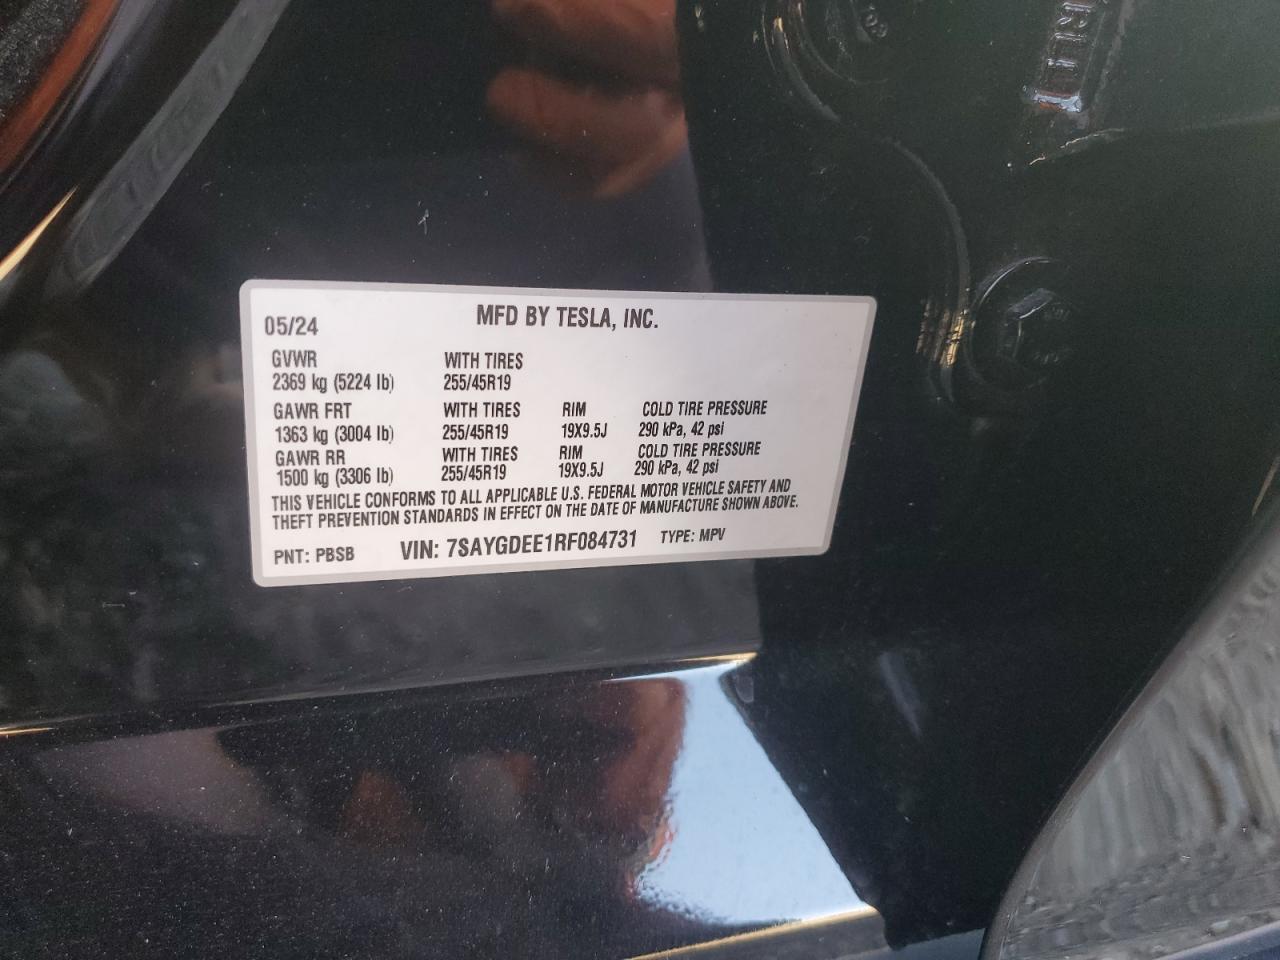 05/24 MFD BY TESLA, INC.
GVWR WITH TIRES
2369 kg (5224 lb) 255/45R19
GAWR FRT WITH TIRES RIM COLD TIRE PRESSURE
1363 kg (3004 lb) 255/45R19 19X9.5J 290 kPa, 42 psi
GAWR RR WITH TIRES RIM COLD TIRE PRESSURE
1500 kg (3306 lb) 255/45R19 19X9.5J 290 kPa, 42 psi
THIS VEHICLE CONFORMS TO ALL APPLICABLE U.S. FEDERAL MOTOR VEHICLE SAFETY AND
THEFT PREVENTION STANDARDS IN EFFECT ON THE DATE OF MANUFACTURE SHOWN ABOVE.
PNT: PBSB VIN: 7SAYGDEE1RF084731 TYPE: MPV